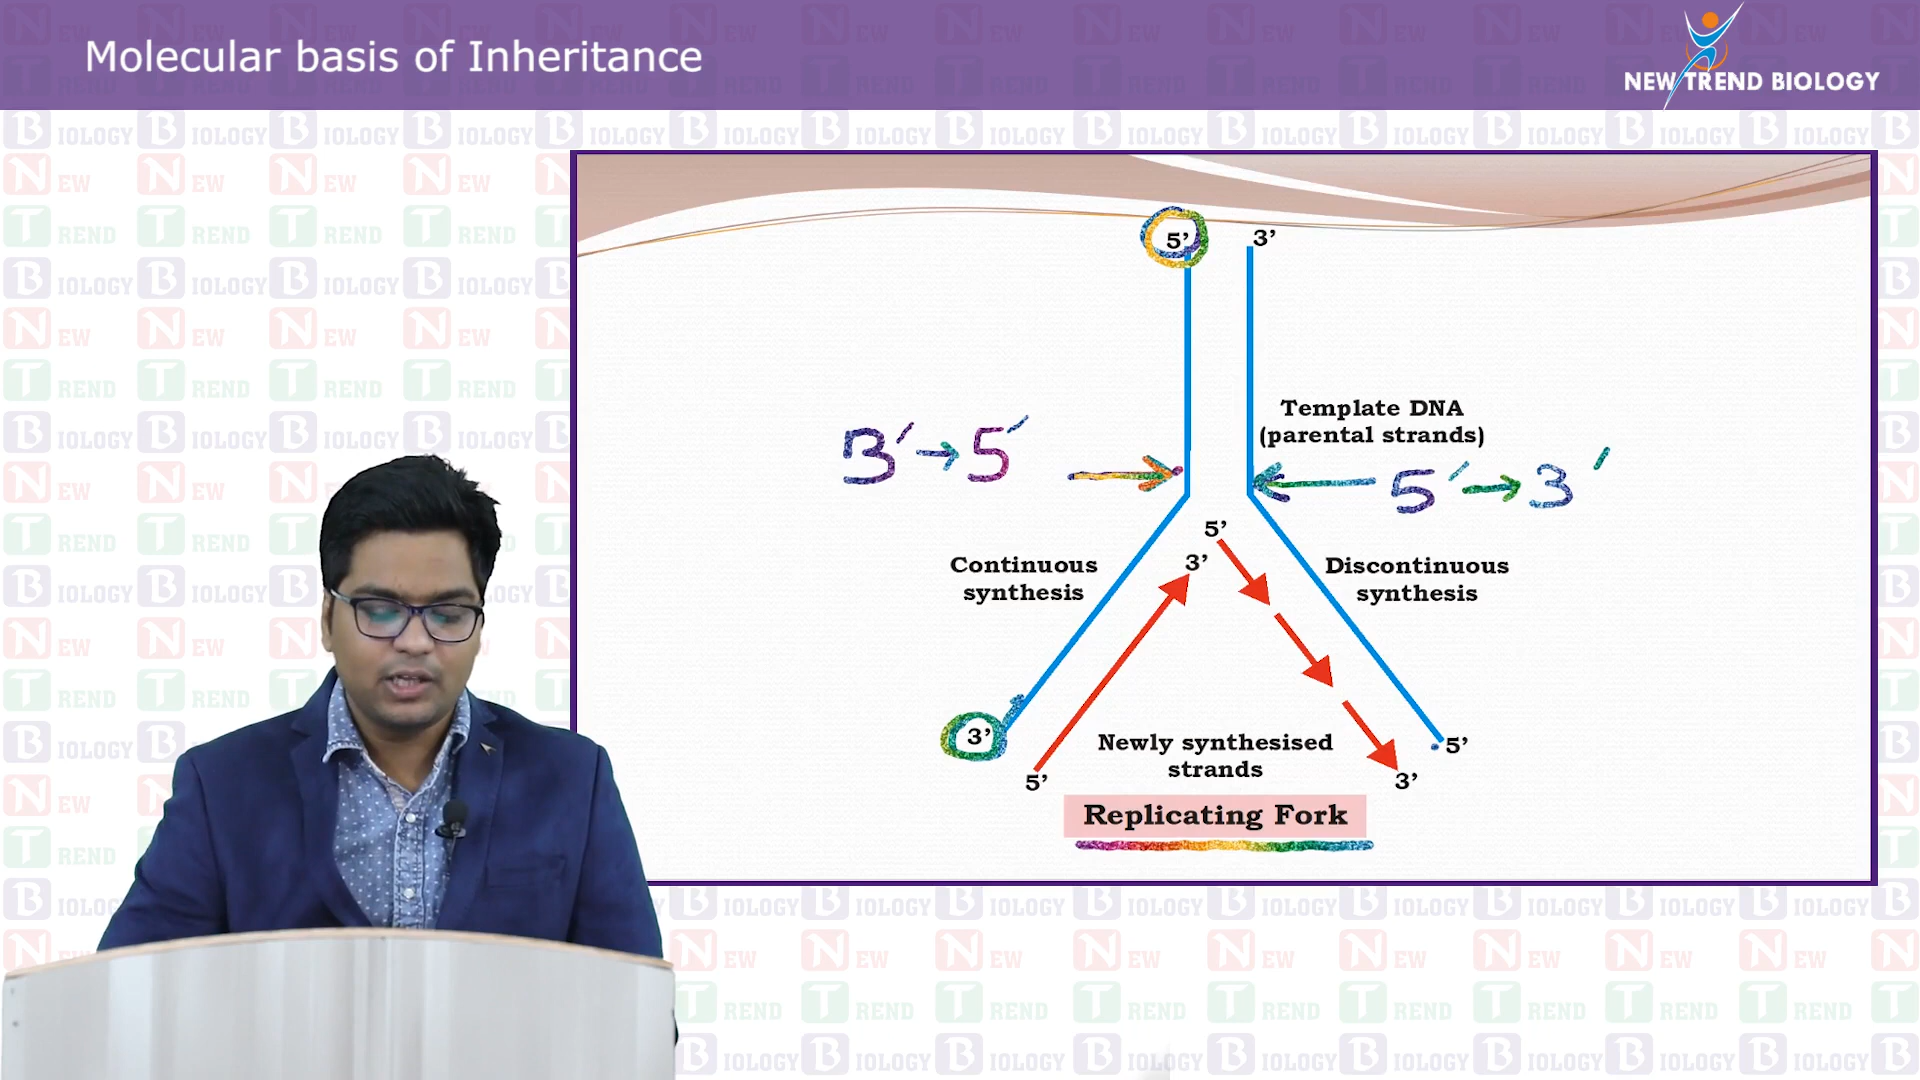 Molecular basis of Inheritance
NEW TREND BIOLOGY
5’ 3’
Template DNA
(parental strands)
3′→5′
5′→3′
5’
3’
Continuous
synthesis
Discontinuous
synthesis
3’
5’
Newly synthesised
strands
5’
3’
Replicating Fork